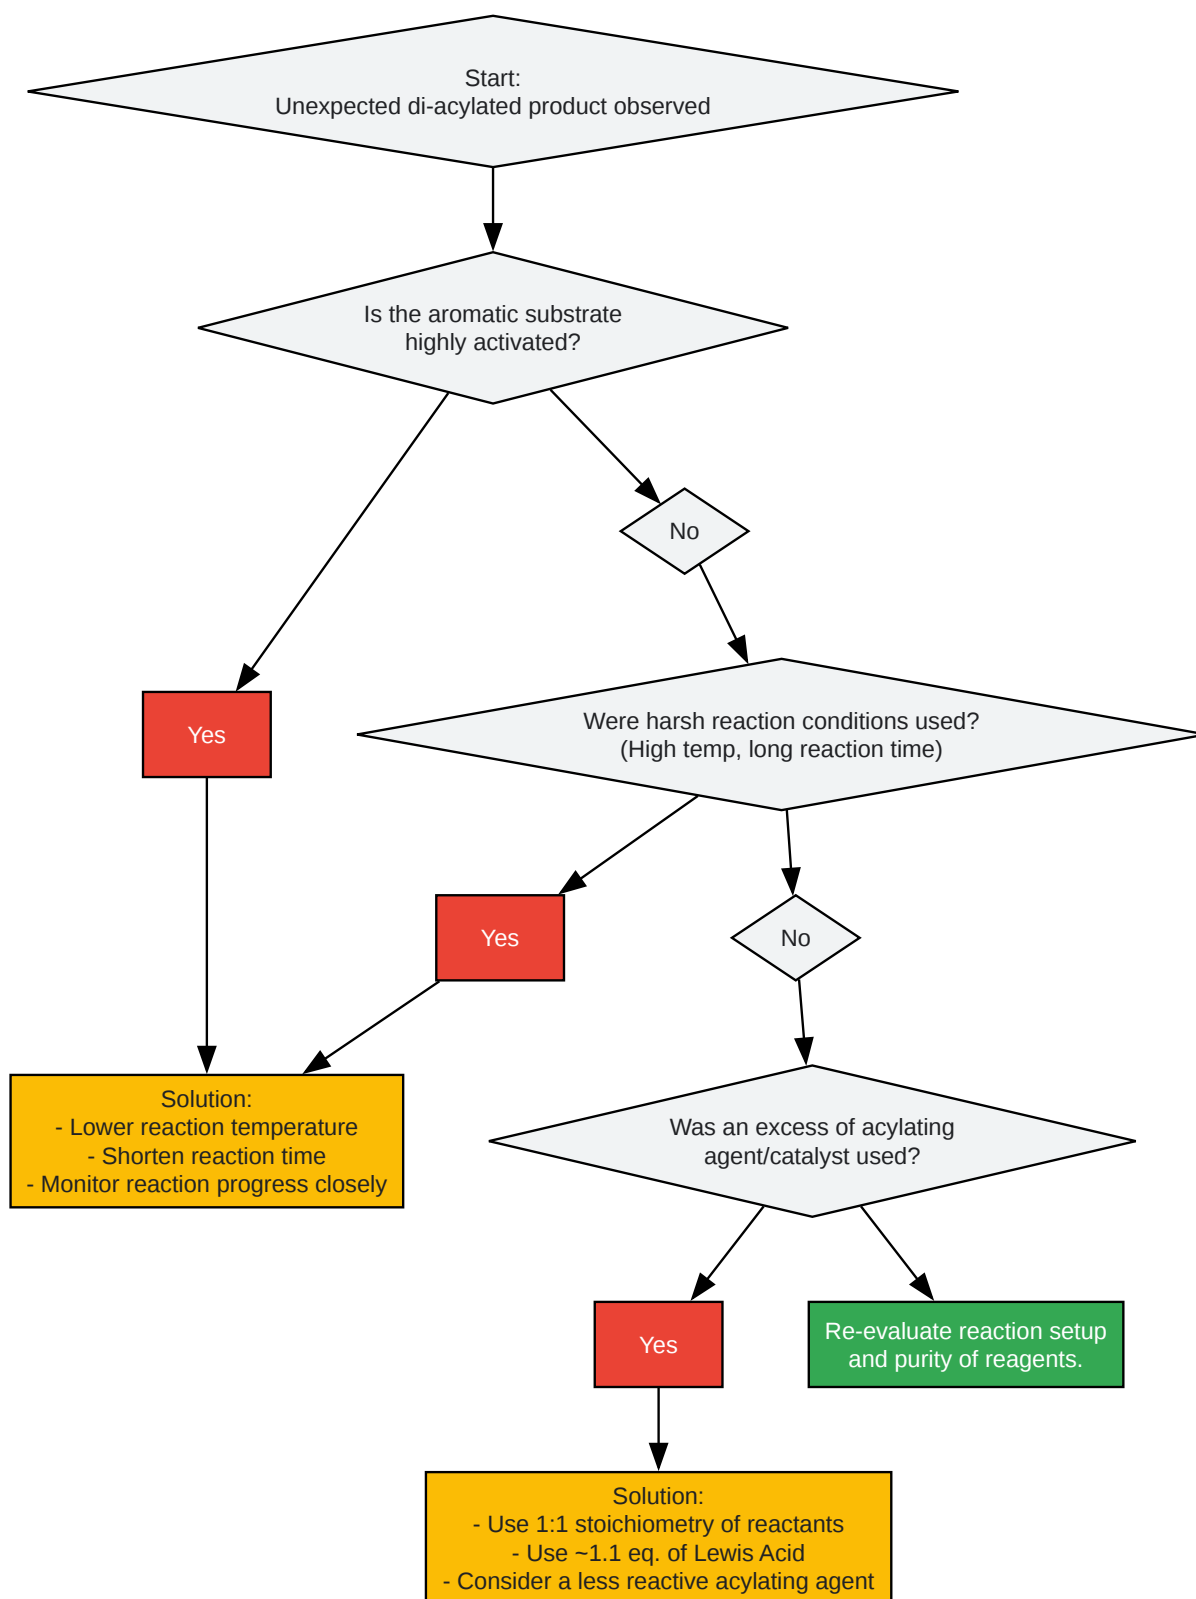 Start:
Unexpected di-acylated product observed
Is the aromatic substrate
highly activated?
No
Yes
Were harsh reaction conditions used?
(High temp, long reaction time)
Yes
No
Solution:
- Lower reaction temperature
- Shorten reaction time
- Monitor reaction progress closely
Was an excess of acylating
agent/catalyst used?
Yes
Re-evaluate reaction setup
and purity of reagents.
Solution:
- Use 1:1 stoichiometry of reactants
- Use ~1.1 eq. of Lewis Acid
- Consider a less reactive acylating agent